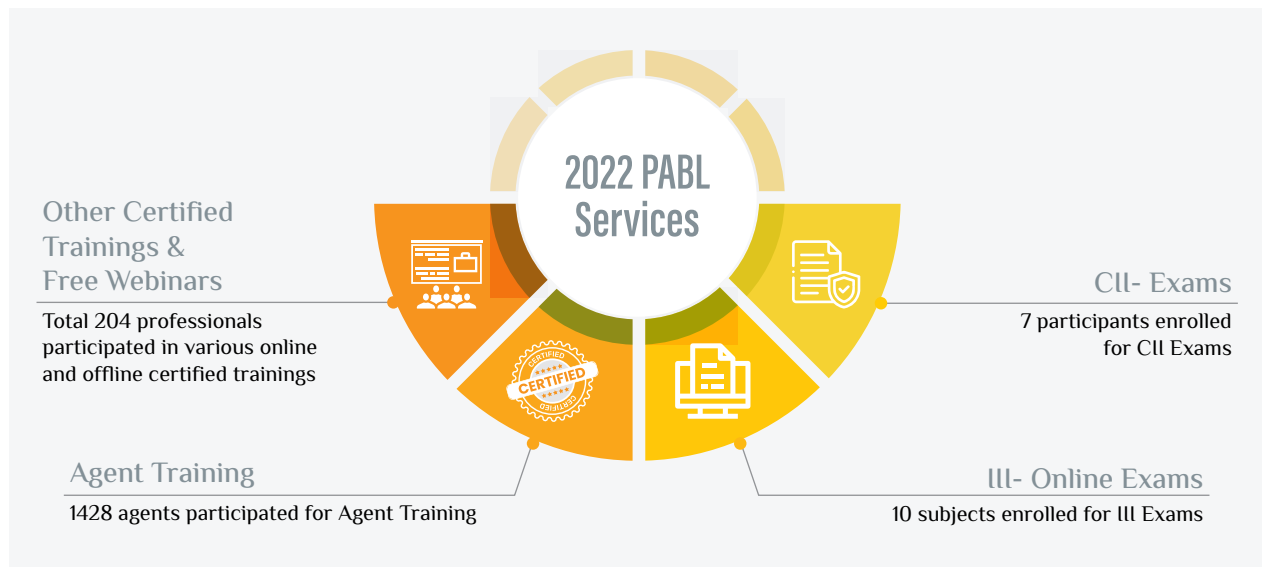 2022 PABL
Services
Other Certified
Trainings &
Free Webinars
Total 204 professionals
participated in various online
and offline certified trainings
Agent Training
1428 agents participated for Agent Training
CII- Exams
7 participants enrolled
for CII Exams
III- Online Exams
10 subjects enrolled for III Exams
CERTIFIED
CERTIFIED
CERTIFIED